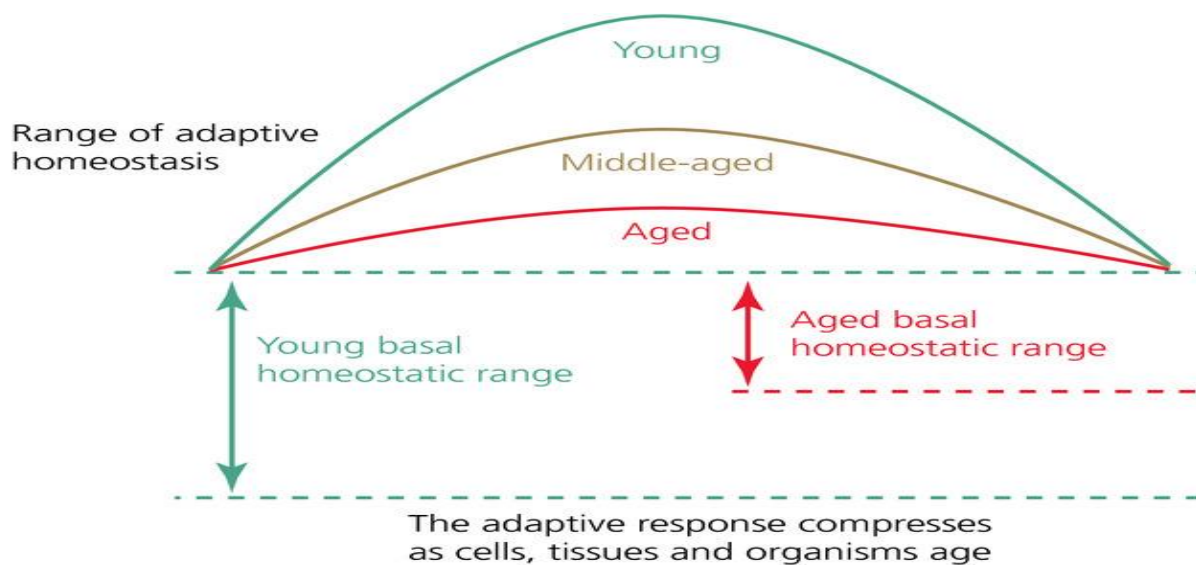 Young
Range of adaptive
homeostasis
Middle-aged
Aged
Young basal
homeostatic range
Aged basal
homeostatic range
The adaptive response compresses
as cells, tissues and organisms age